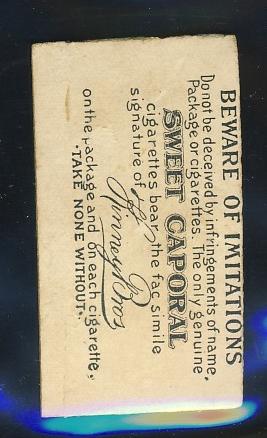 BEWARE OF IMITATIONS
Do not be deceived by infringements of name,
Package or cigarettes. The only genuine
SWEET CAPORAL
cigarettes bear the fac simile
signature of
Kinney Bros
on the package and on each cigarette.
·TAKE NONE WITHOUT·